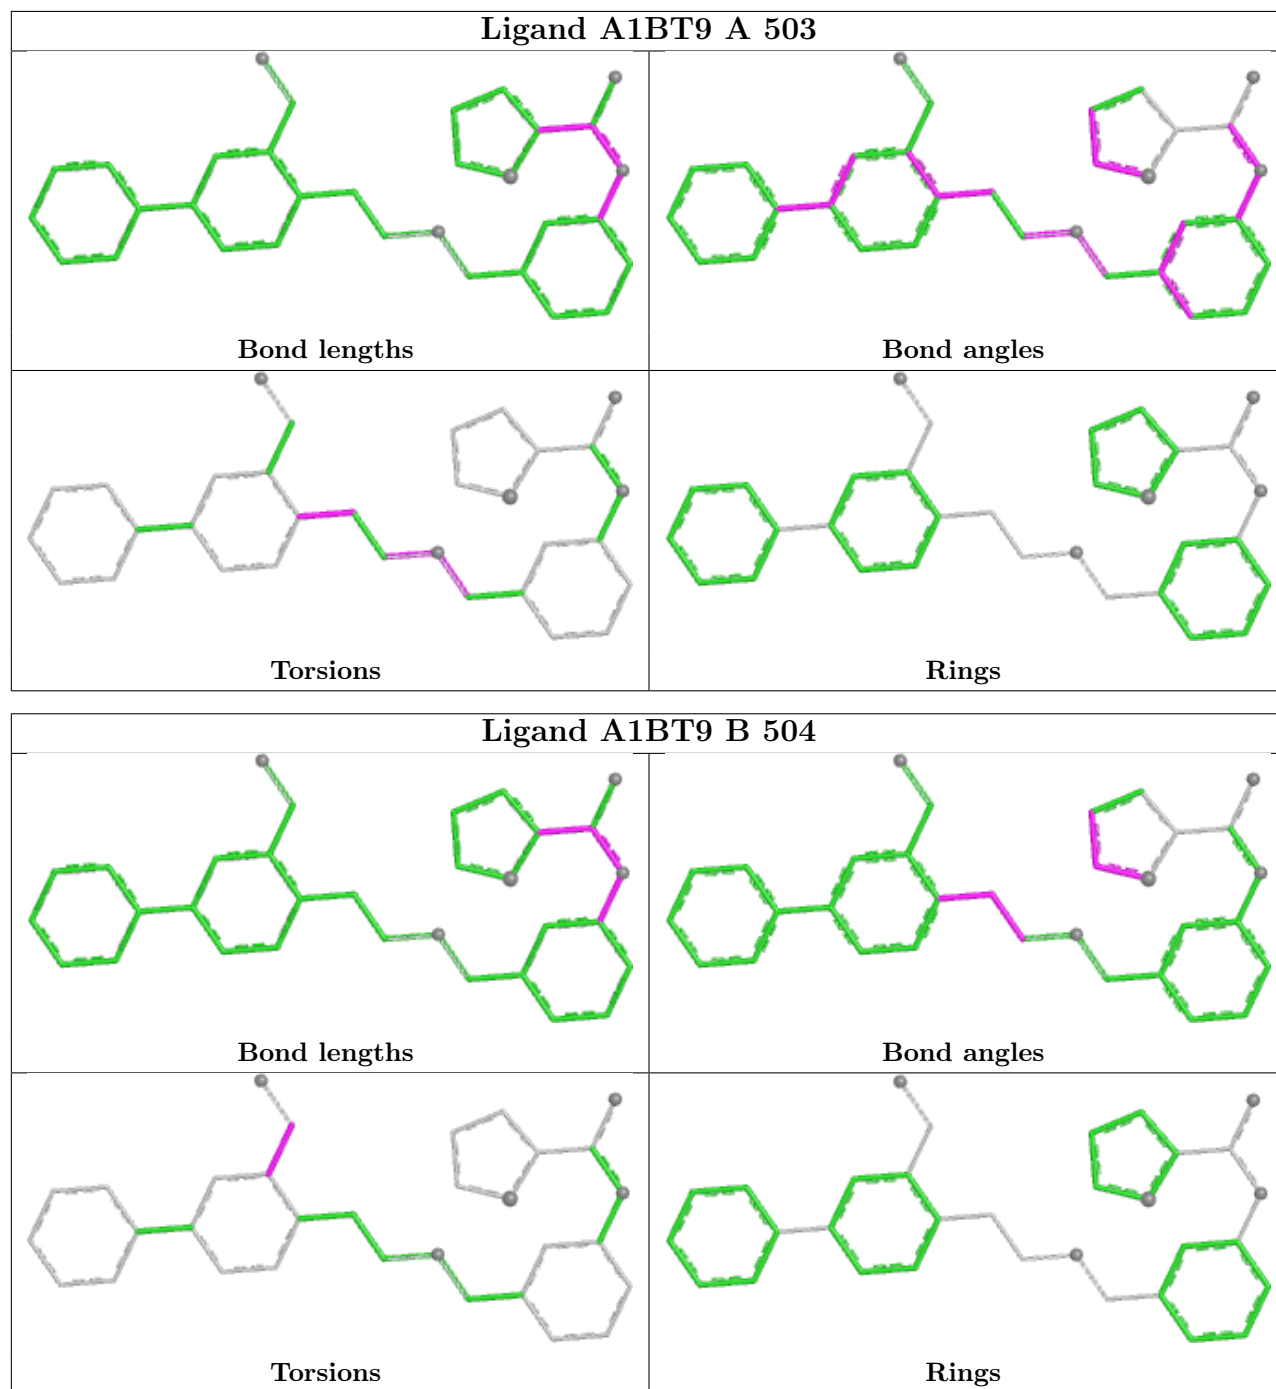 Ligand A1BT9 A 503
Bond lengths
Bond angles
Torsions
Rings
Ligand A1BT9 B 504
Bond lengths
Bond angles
Torsions
Rings